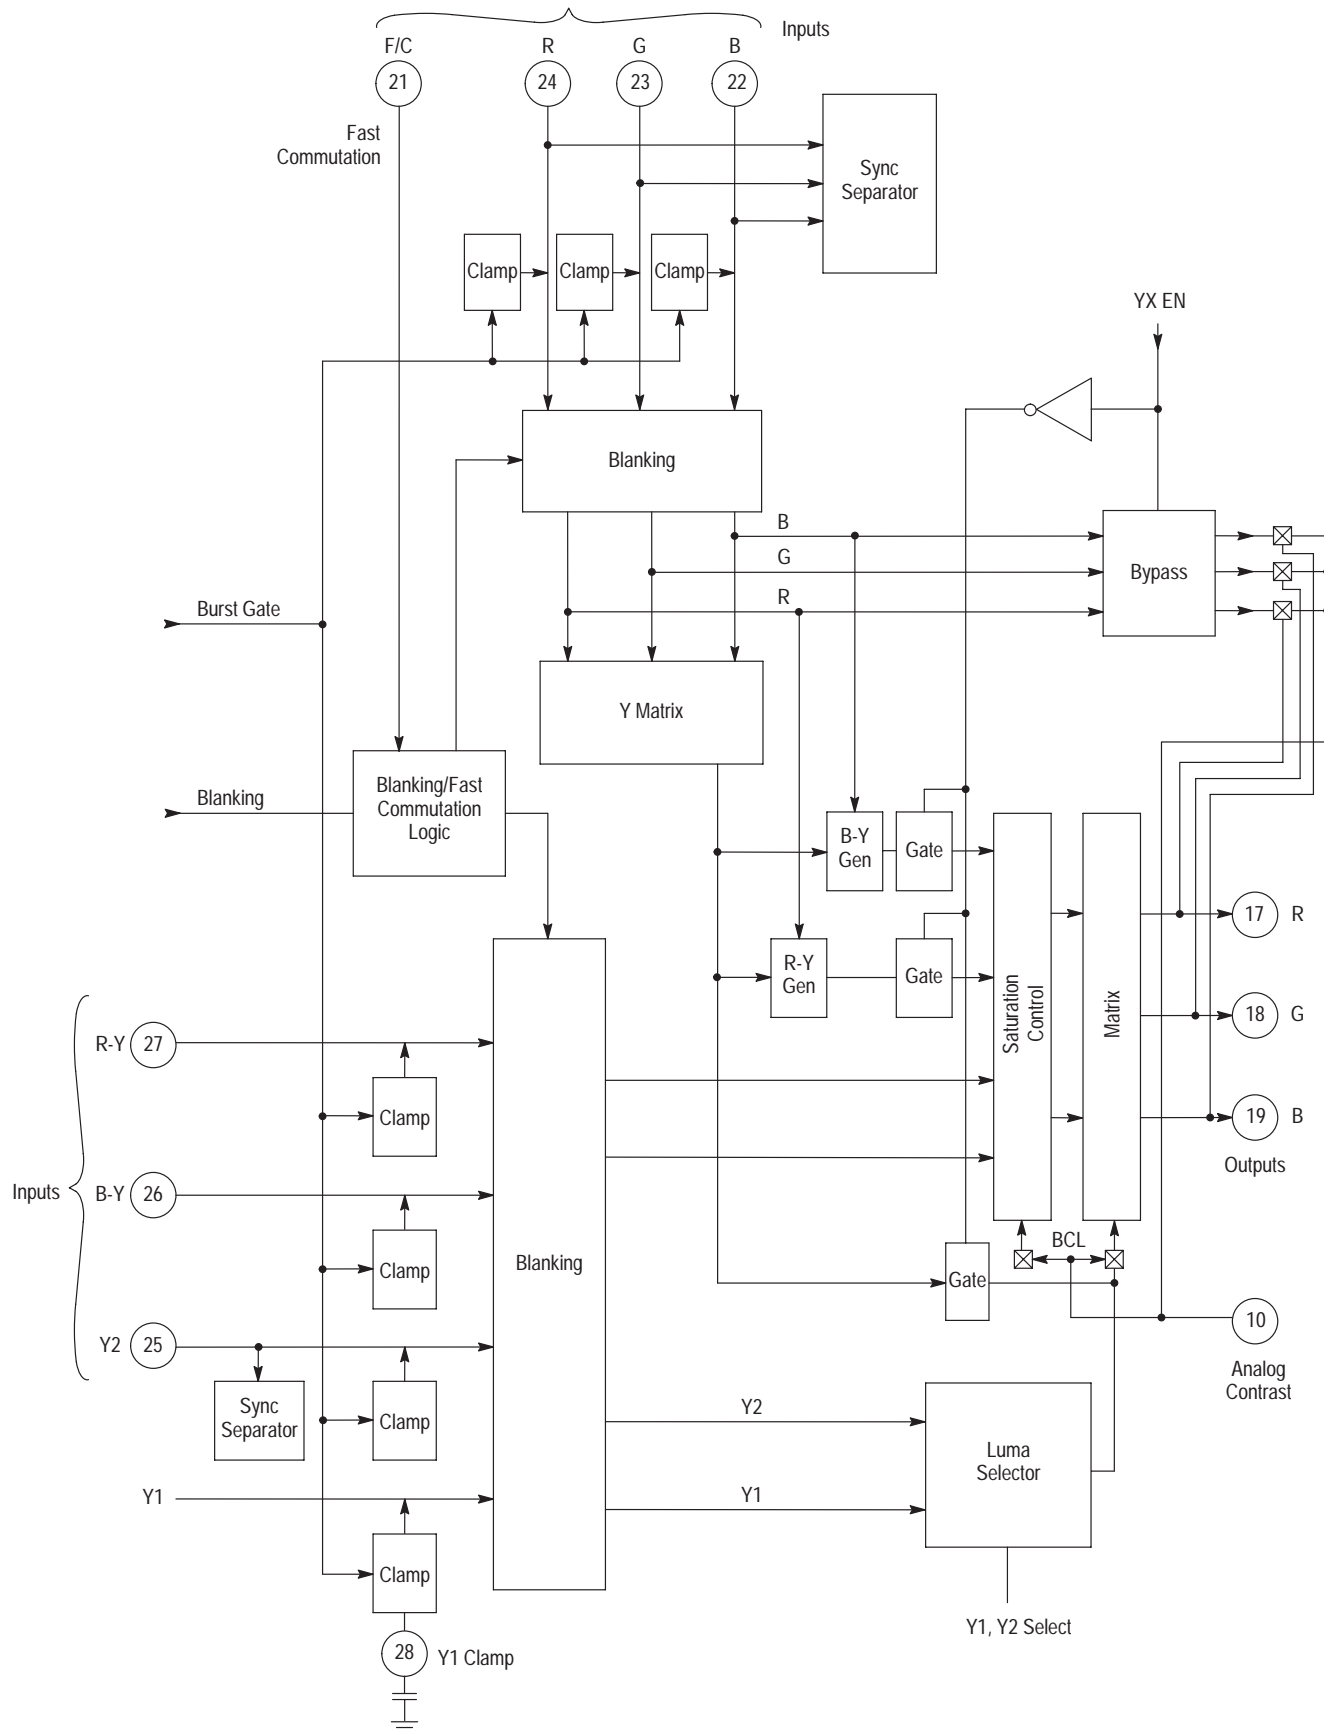 Inputs
F/C
R
G
B
21
24
23
22
Fast
Commutation
Sync
Separator
Clamp
Clamp
Clamp
YX EN
Blanking
B
G
R
Bypass
Burst Gate
Y Matrix
Blanking
Blanking/Fast
Commutation
Logic
B-Y
Gen
Gate
R-Y
Gen
Gate
Saturation
Control
Matrix
17
R
18
G
19
B
Outputs
Inputs
R-Y
27
Clamp
B-Y
26
Clamp
Blanking
BCL
Gate
10
Analog
Contrast
Y2
25
Sync
Separator
Clamp
Y2
Luma
Selector
Y1
Y1
Clamp
Y1, Y2 Select
28
Y1 Clamp